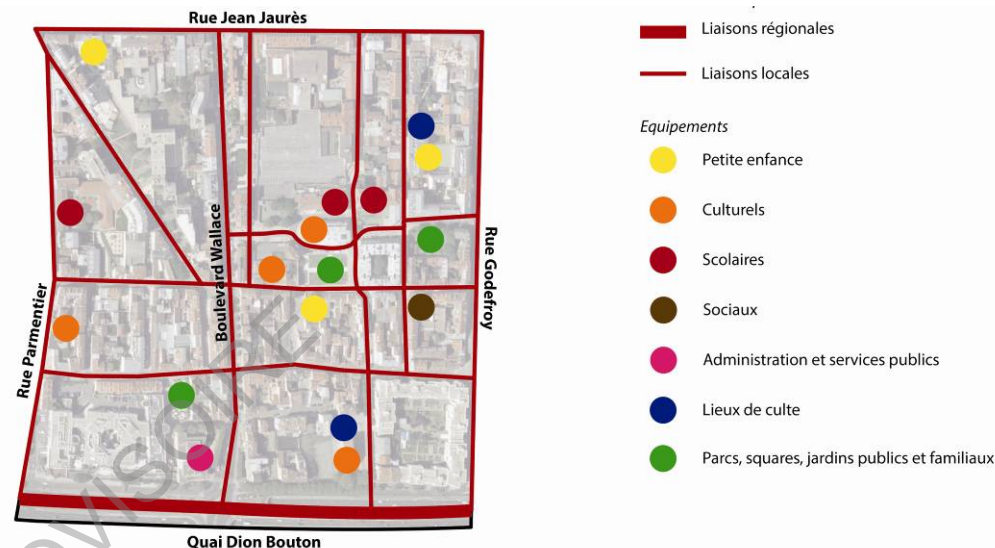 Rue Jean Jaurès
Boulevard Wallace
Rue Godefroy
Rue Parmentier
Quai Dion Bouton
Liaisons régionales
Liaisons locales
Equipements
Petite enfance
Culturels
Scolaires
Sociaux
Administration et services publics
Lieux de culte
Parcs, squares, jardins publics et familiaux